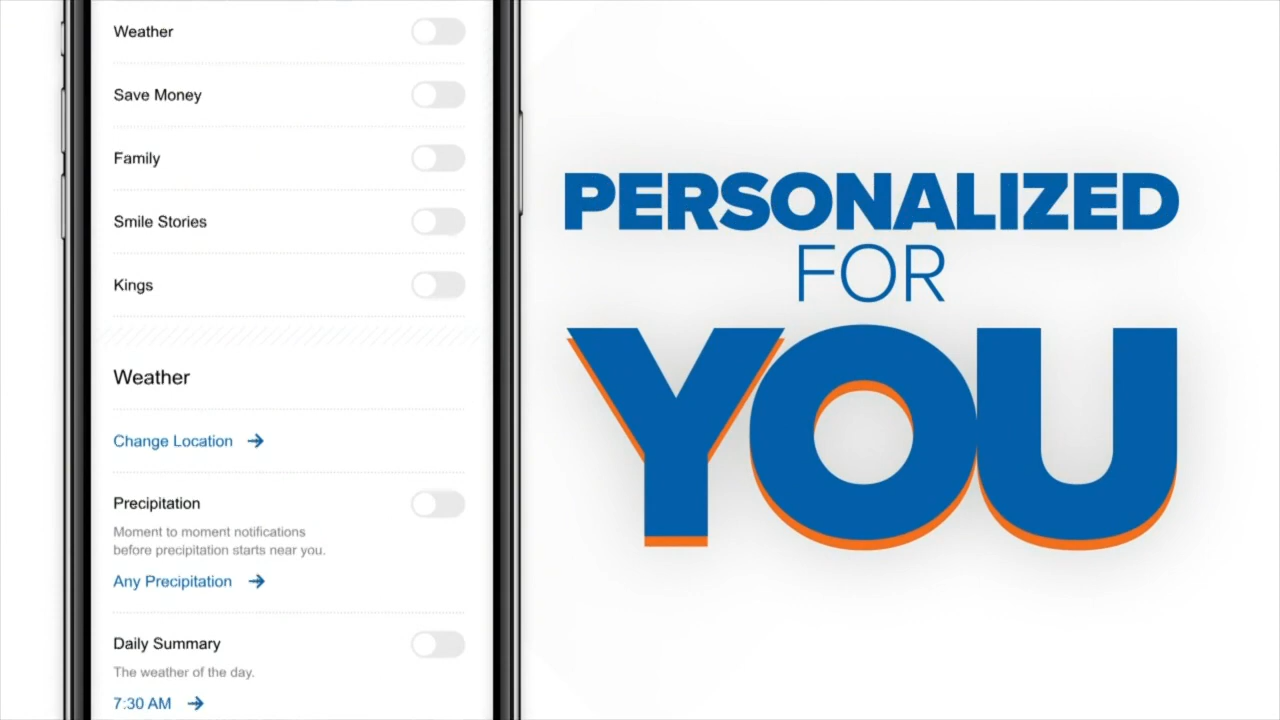 Weather
Save Money
Family
Smile Stories
Kings
Weather
Change Location
Precipitation
Moment to moment notifications
before precipitation starts near you.
Any Precipitation
Daily Summary
The weather of the day.
7:30 AM
PERSONALIZED
FOR
YOU